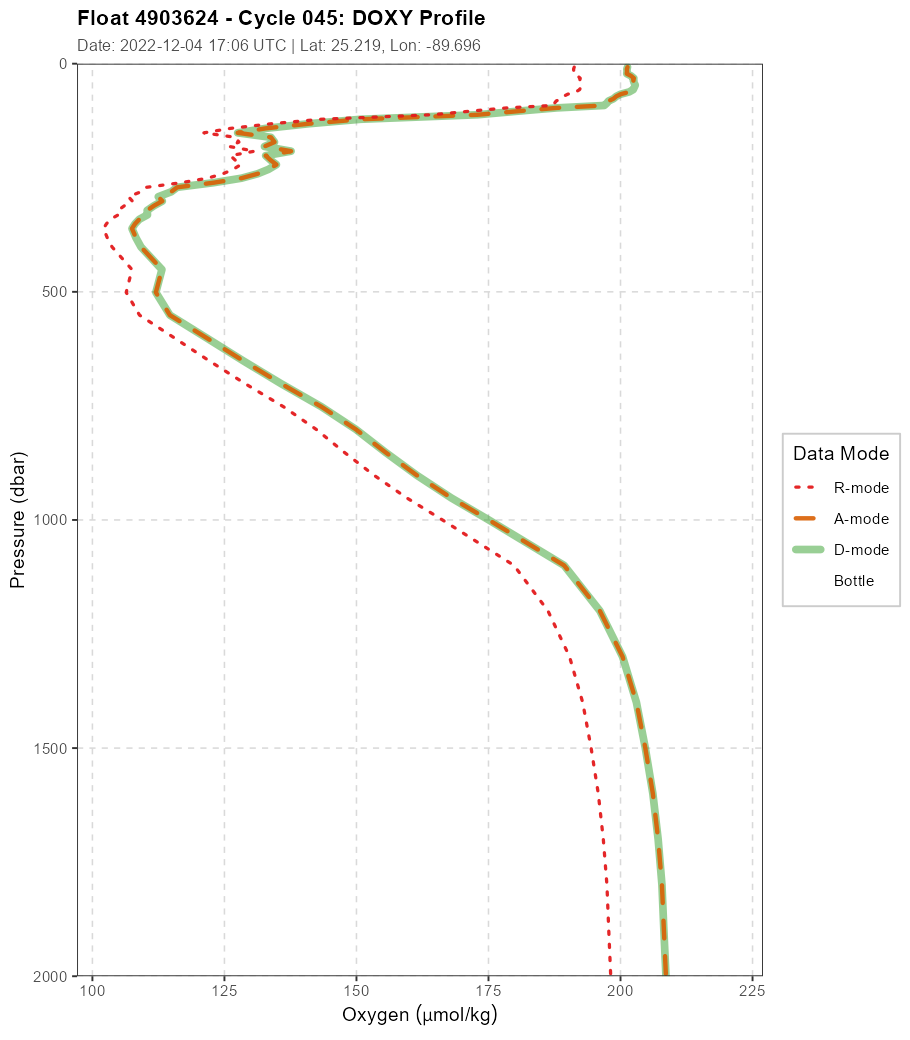 Float 4903624 - Cycle 045: DOXY Profile
Date: 2022-12-04 17:06 UTC | Lat: 25.219, Lon: -89.696
0
500
1000
1500
2000
Pressure (dbar)
100 125 150 175 200 225
Oxygen (μmol/kg)
Data Mode
R-mode
A-mode
D-mode
Bottle